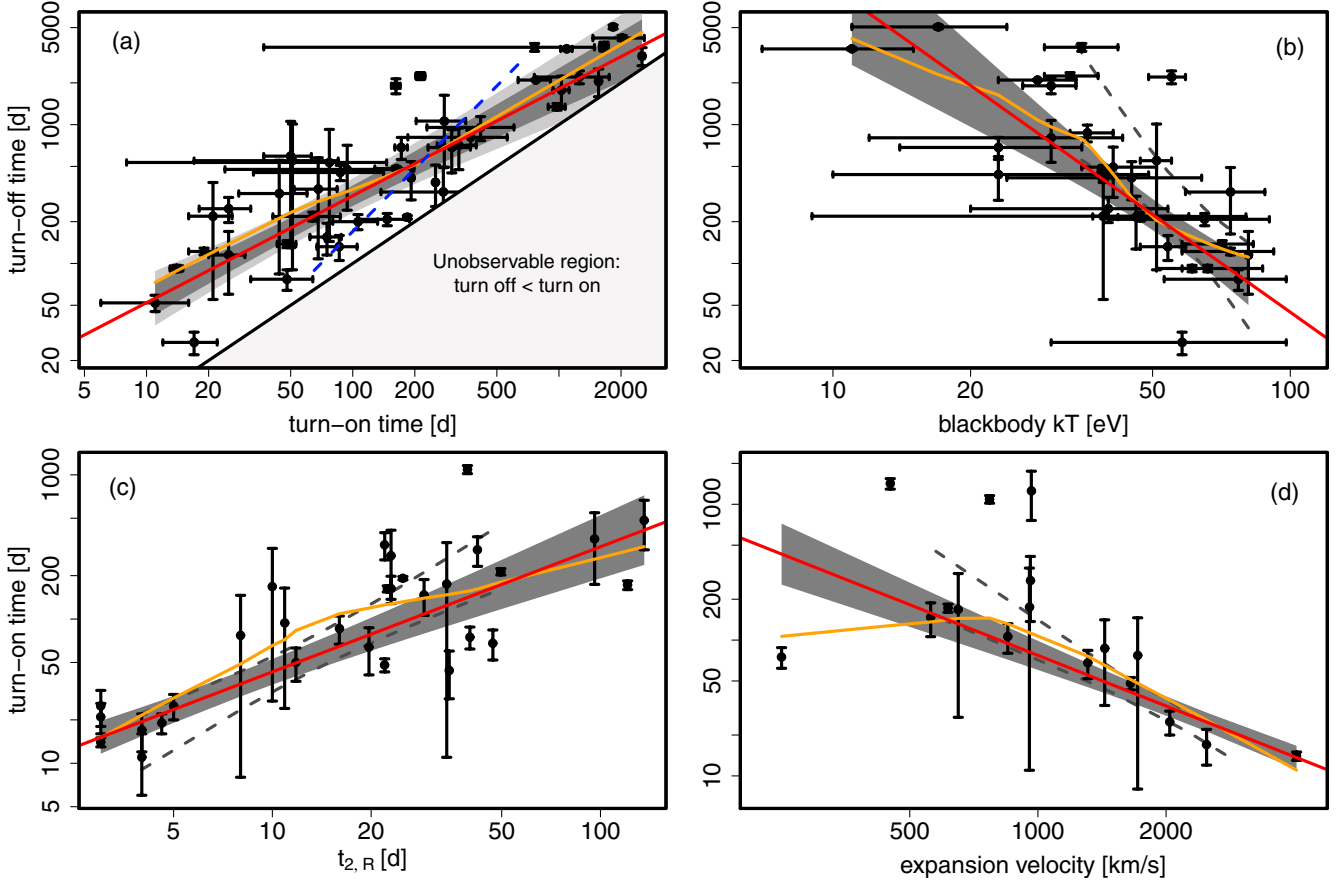 (a)
turn−off time [d]
5000
1000
200
50
20
Unobservable region:
turn off < turn on
5 10 20 50 100 200 500 2000
turn−on time [d]
(b)
5000
1000
200
50
20
10 20 50 100
blackbody kT [eV]
(c)
turn−on time [d]
1000
200
50
10
5
5 10 20 50 100
t2, R [d]
(d)
1000
200
50
10
500 1000 2000
expansion velocity [km/s]